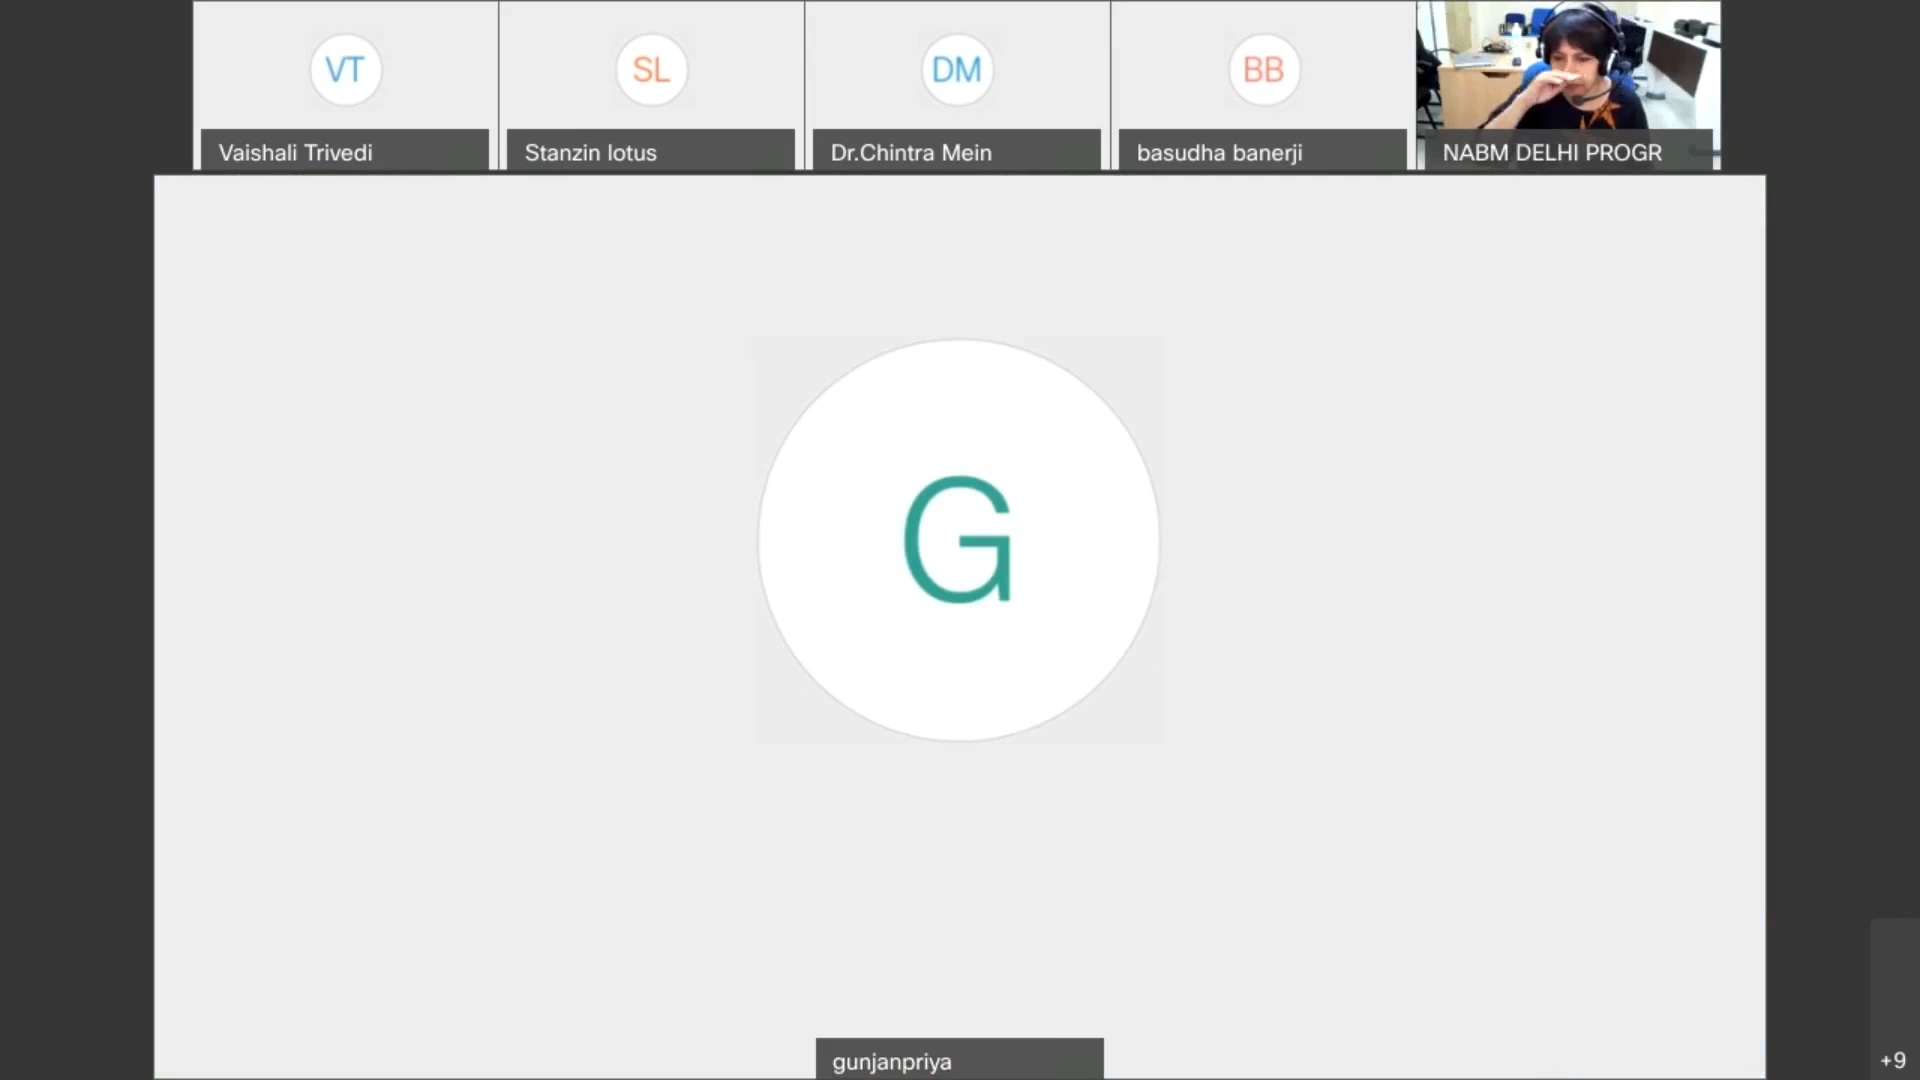 VT
SL
DM
BB
Vaishali Trivedi
Stanzin lotus
Dr.Chintra Mein
basudha banerji
NABM DELHI PROGR
G
gunjanpriya
+9